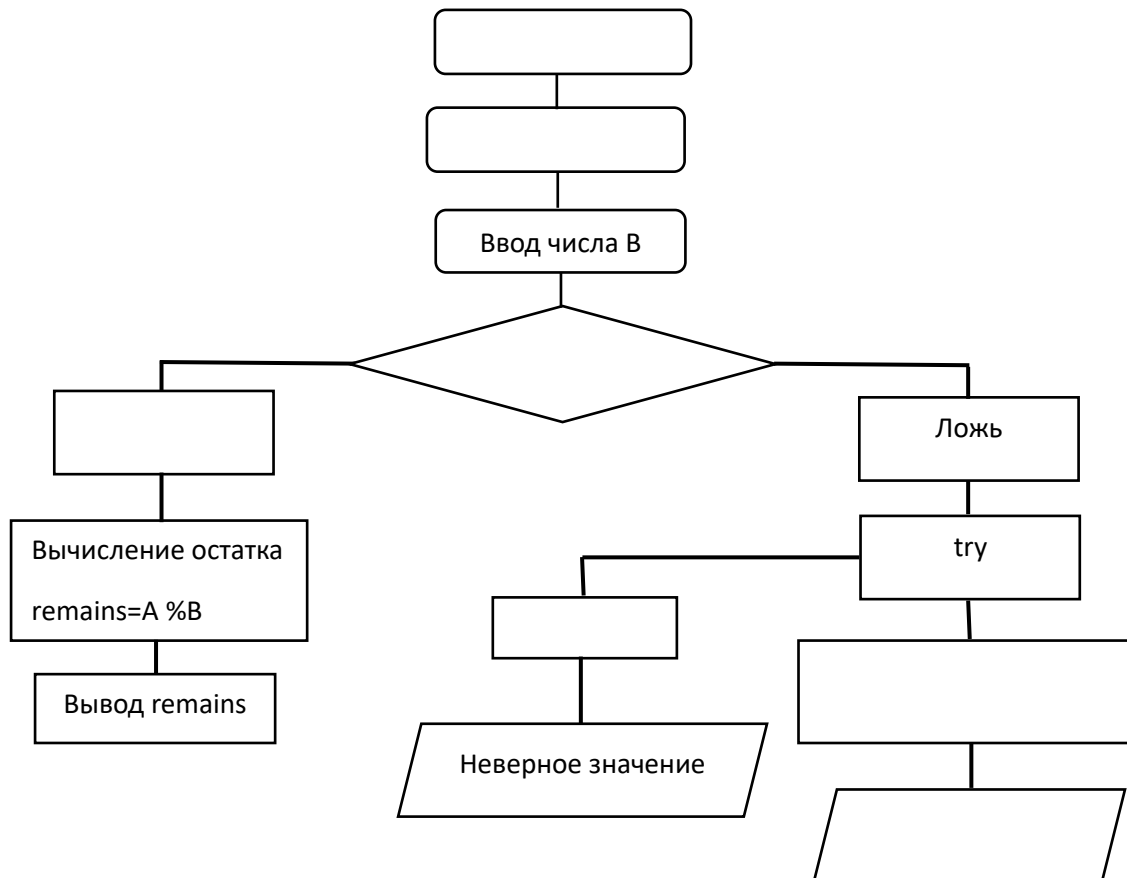 Ввод числа B
Ложь
try
Вычисление остатка
remains=A %B
Вывод remains
Неверное значение